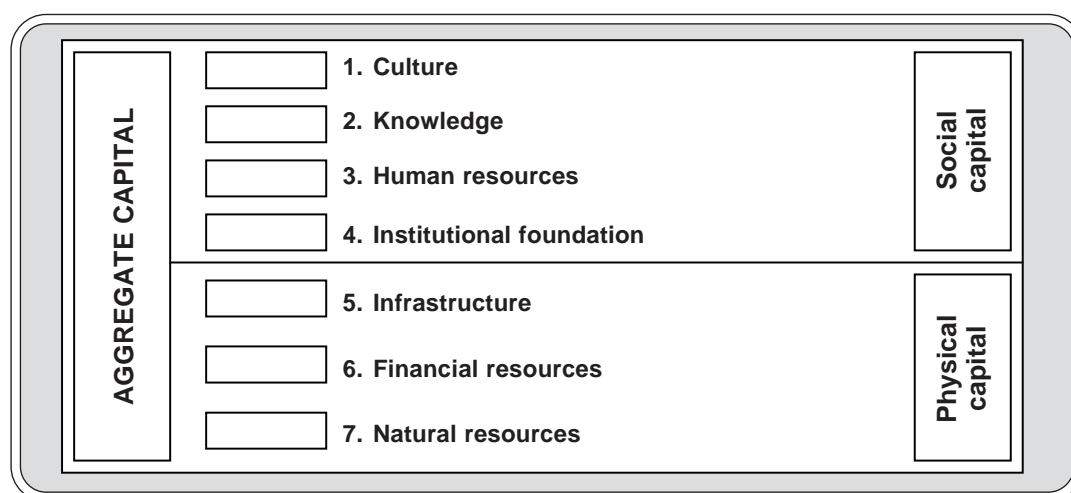 AGGREGATE CAPITAL
1. Culture
2. Knowledge
3. Human resources
4. Institutional foundation
Social
capital
5. Infrastructure
6. Financial resources
7. Natural resources
Physical
capital